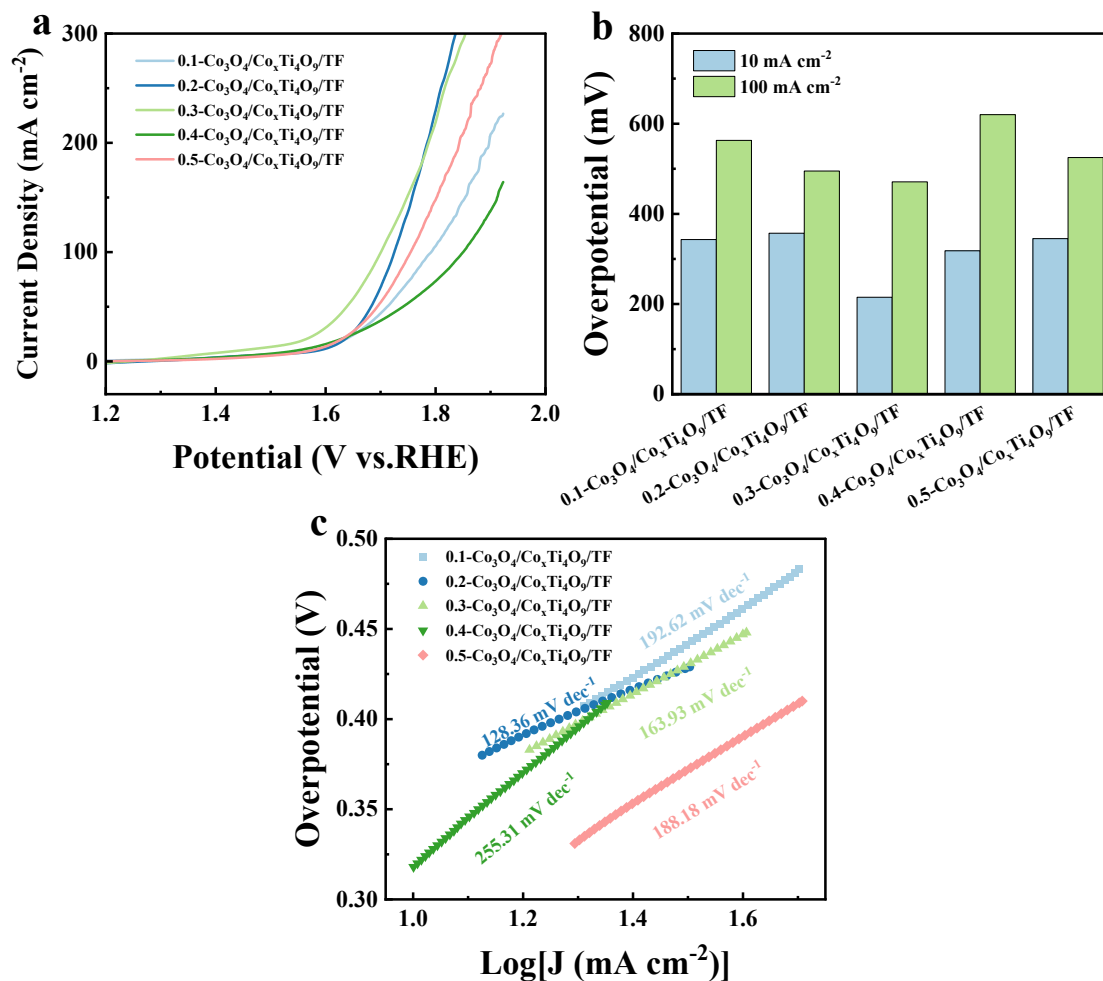 a
300
200
100
0
Current Density (mA cm⁻²)
0.1-Co₃O₄/CoₓTi₄O₉/TF
0.2-Co₃O₄/CoₓTi₄O₉/TF
0.3-Co₃O₄/CoₓTi₄O₉/TF
0.4-Co₃O₄/CoₓTi₄O₉/TF
0.5-Co₃O₄/CoₓTi₄O₉/TF
1.2 1.4 1.6 1.8 2.0
Potential (V vs.RHE)
b
800
600
400
200
0
Overpotential (mV)
10 mA cm⁻²
100 mA cm⁻²
0.1-Co₃O₄/CoₓTi₄O₉/TF
0.2-Co₃O₄/CoₓTi₄O₉/TF
0.3-Co₃O₄/CoₓTi₄O₉/TF
0.4-Co₃O₄/CoₓTi₄O₉/TF
0.5-Co₃O₄/CoₓTi₄O₉/TF
c
0.50
0.45
0.40
0.35
0.30
Overpotential (V)
0.1-Co₃O₄/CoₓTi₄O₉/TF
0.2-Co₃O₄/CoₓTi₄O₉/TF
0.3-Co₃O₄/CoₓTi₄O₉/TF
0.4-Co₃O₄/CoₓTi₄O₉/TF
0.5-Co₃O₄/CoₓTi₄O₉/TF
192.62 mV dec⁻¹
128.36 mV dec⁻¹
163.93 mV dec⁻¹
255.31 mV dec⁻¹
188.18 mV dec⁻¹
1.0 1.2 1.4 1.6
Log[J (mA cm⁻²)]